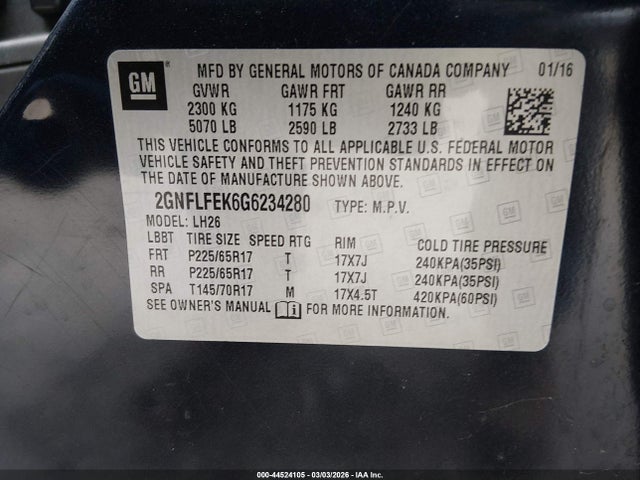 GM
MFD BY GENERAL MOTORS OF CANADA COMPANY 01/16
GVWR GAWR FRT GAWR RR
2300 KG 1175 KG 1240 KG
5070 LB 2590 LB 2733 LB
THIS VEHICLE CONFORMS TO ALL APPLICABLE U.S. FEDERAL MOTOR
VEHICLE SAFETY AND THEFT PREVENTION STANDARDS IN EFFECT ON
THE DATE OF MANUFACTURE SHOWN ABOVE.
2GNFLFEK6G6234280 TYPE: M.P.V.
MODEL: LH26
LBBT TIRE SIZE SPEED RTG RIM COLD TIRE PRESSURE
FRT P225/65R17 T 17X7J 240KPA(35PSI)
RR P225/65R17 T 17X7J 240KPA(35PSI)
SPA T145/70R17 M 17X4.5T 420KPA(60PSI)
SEE OWNER'S MANUAL FOR MORE INFORMATION
000-44524105 - 03/03/2026 - IAA Inc.